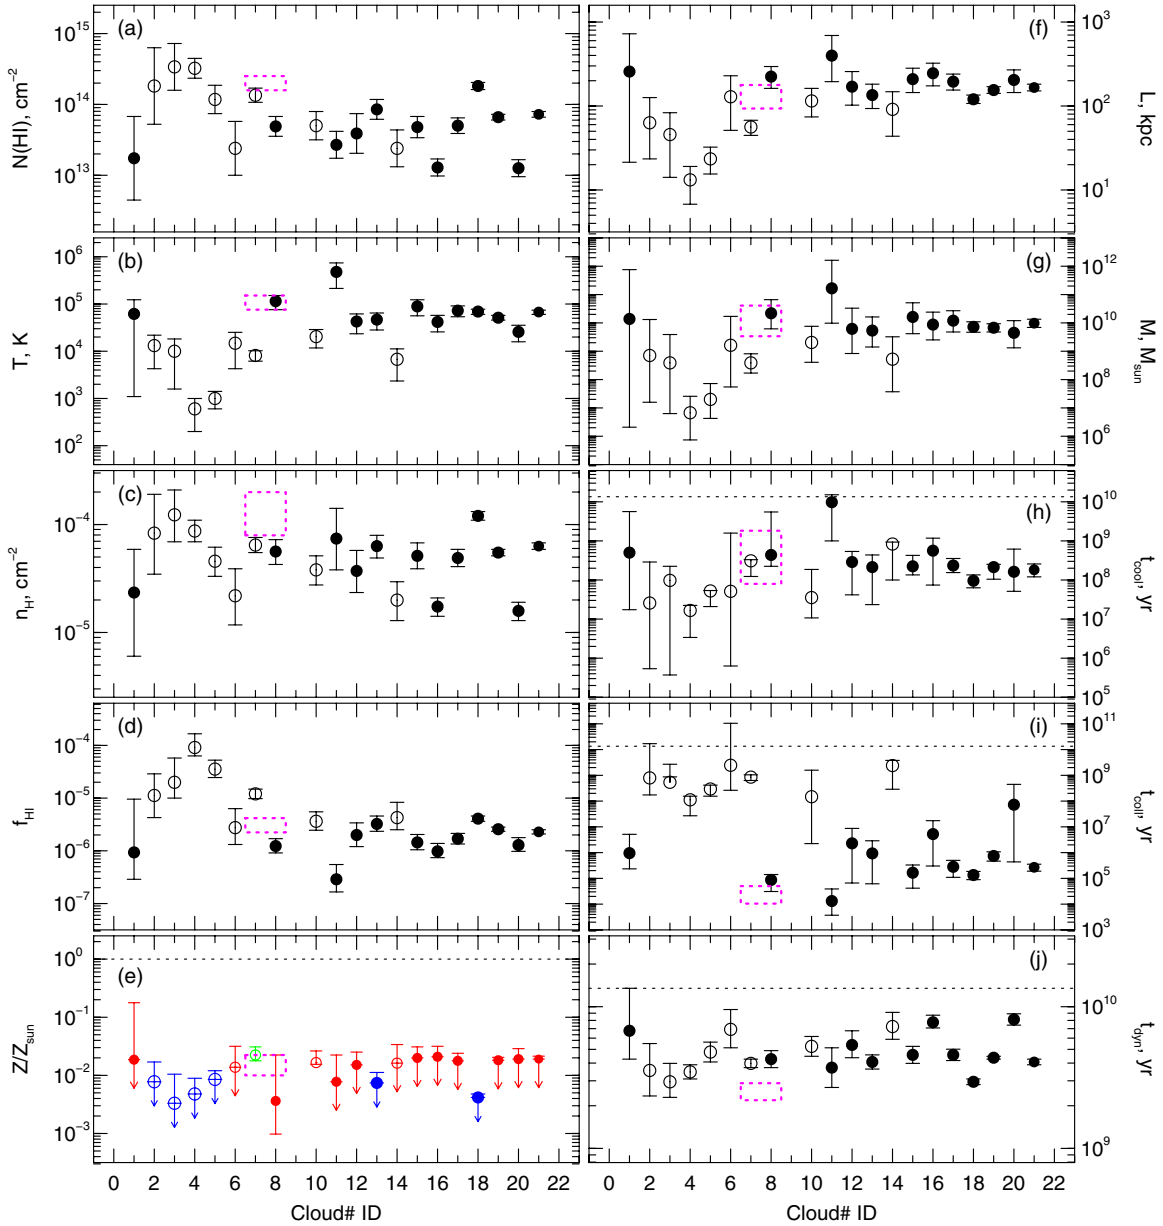 (a)
10^15
10^14
10^13
N(HI), cm^-2
(b)
10^6
10^5
10^4
10^3
10^2
T, K
(c)
10^-4
10^-5
n_H, cm^-2
(d)
10^-4
10^-5
10^-6
10^-7
f_HI
(e)
10^0
10^-1
10^-2
10^-3
Z/Z_sun
0 2 4 6 8 10 12 14 16 18 20 22
Cloud# ID
(f)
10^3
10^2
10^1
L, kpc
(g)
10^12
10^10
10^8
10^6
M, M_sun
(h)
10^10
10^9
10^8
10^7
10^6
10^5
t_cool, yr
(i)
10^11
10^9
10^7
10^5
10^3
t_coll, yr
(j)
10^10
10^9
t_dyn, yr
0 2 4 6 8 10 12 14 16 18 20 22
Cloud# ID